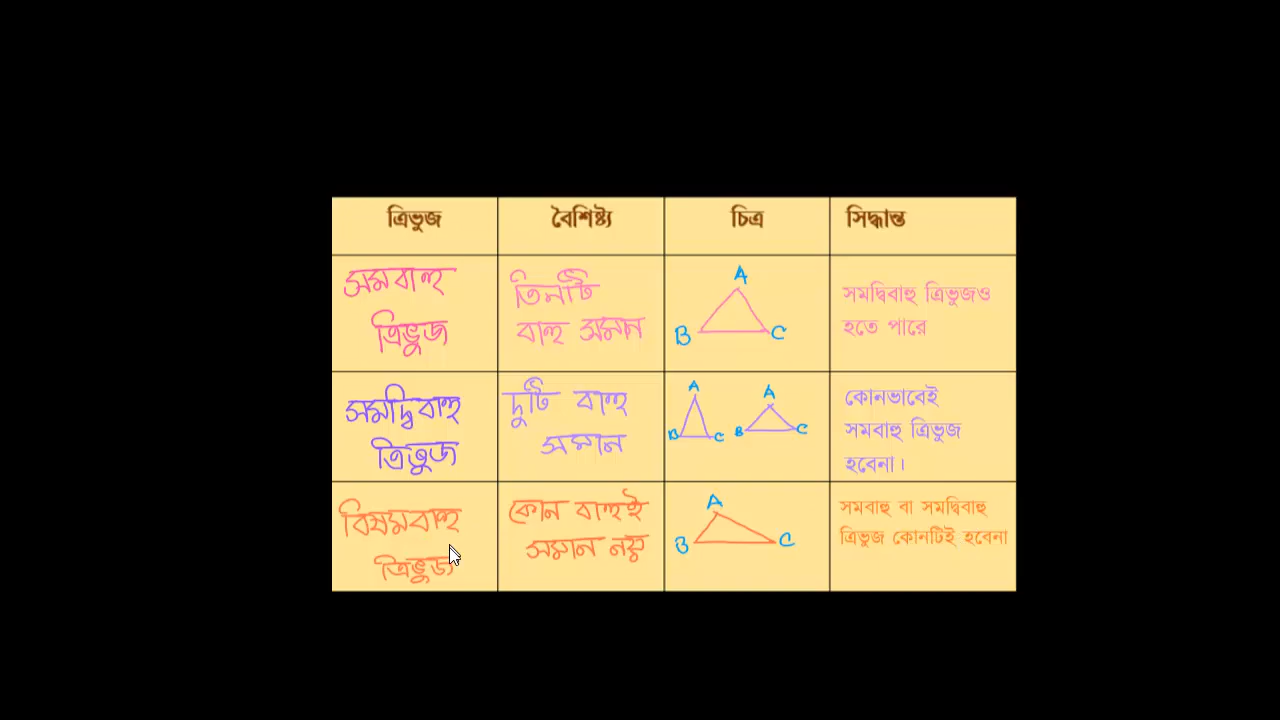 ত্রিভুজ বৈশিষ্ট্য চিত্র সিদ্ধান্ত
সমবাহু
ত্রিভুজ
তিনটি
বাহু সমান
A
B C
সমদ্বিবাহু ত্রিভুজও
হতে পারে
সমদ্বিবাহু
ত্রিভুজ
দুটি বাহু
সমান
A
B C
A
B C
কোনভাবেই
সমবাহু ত্রিভুজ
হবেনা।
বিষমবাহু
ত্রিভুজ
কোন বাহুই
সমান নয়
A
B C
সমবাহু বা সমদ্বিবাহু
ত্রিভুজ কোনটিই হবেনা